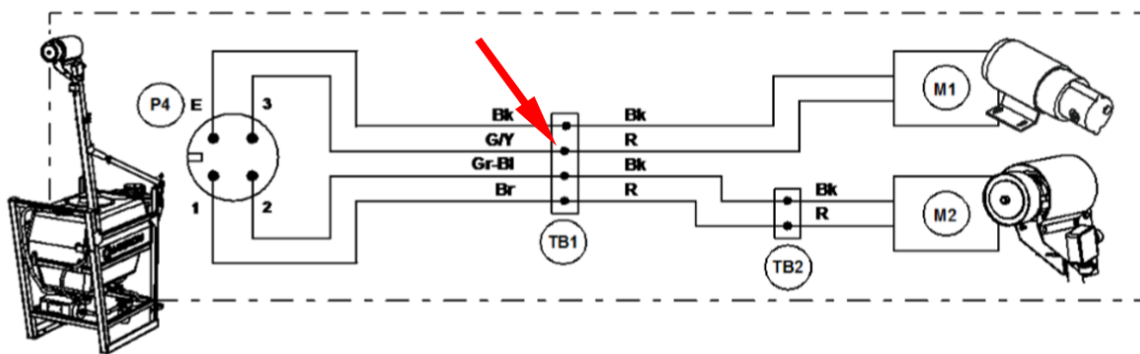 P4 E 3
1 2
Bk Bk
G/Y R
Gr-Bl Bk
Br R
TB1
Bk
R
TB2
M1
M2